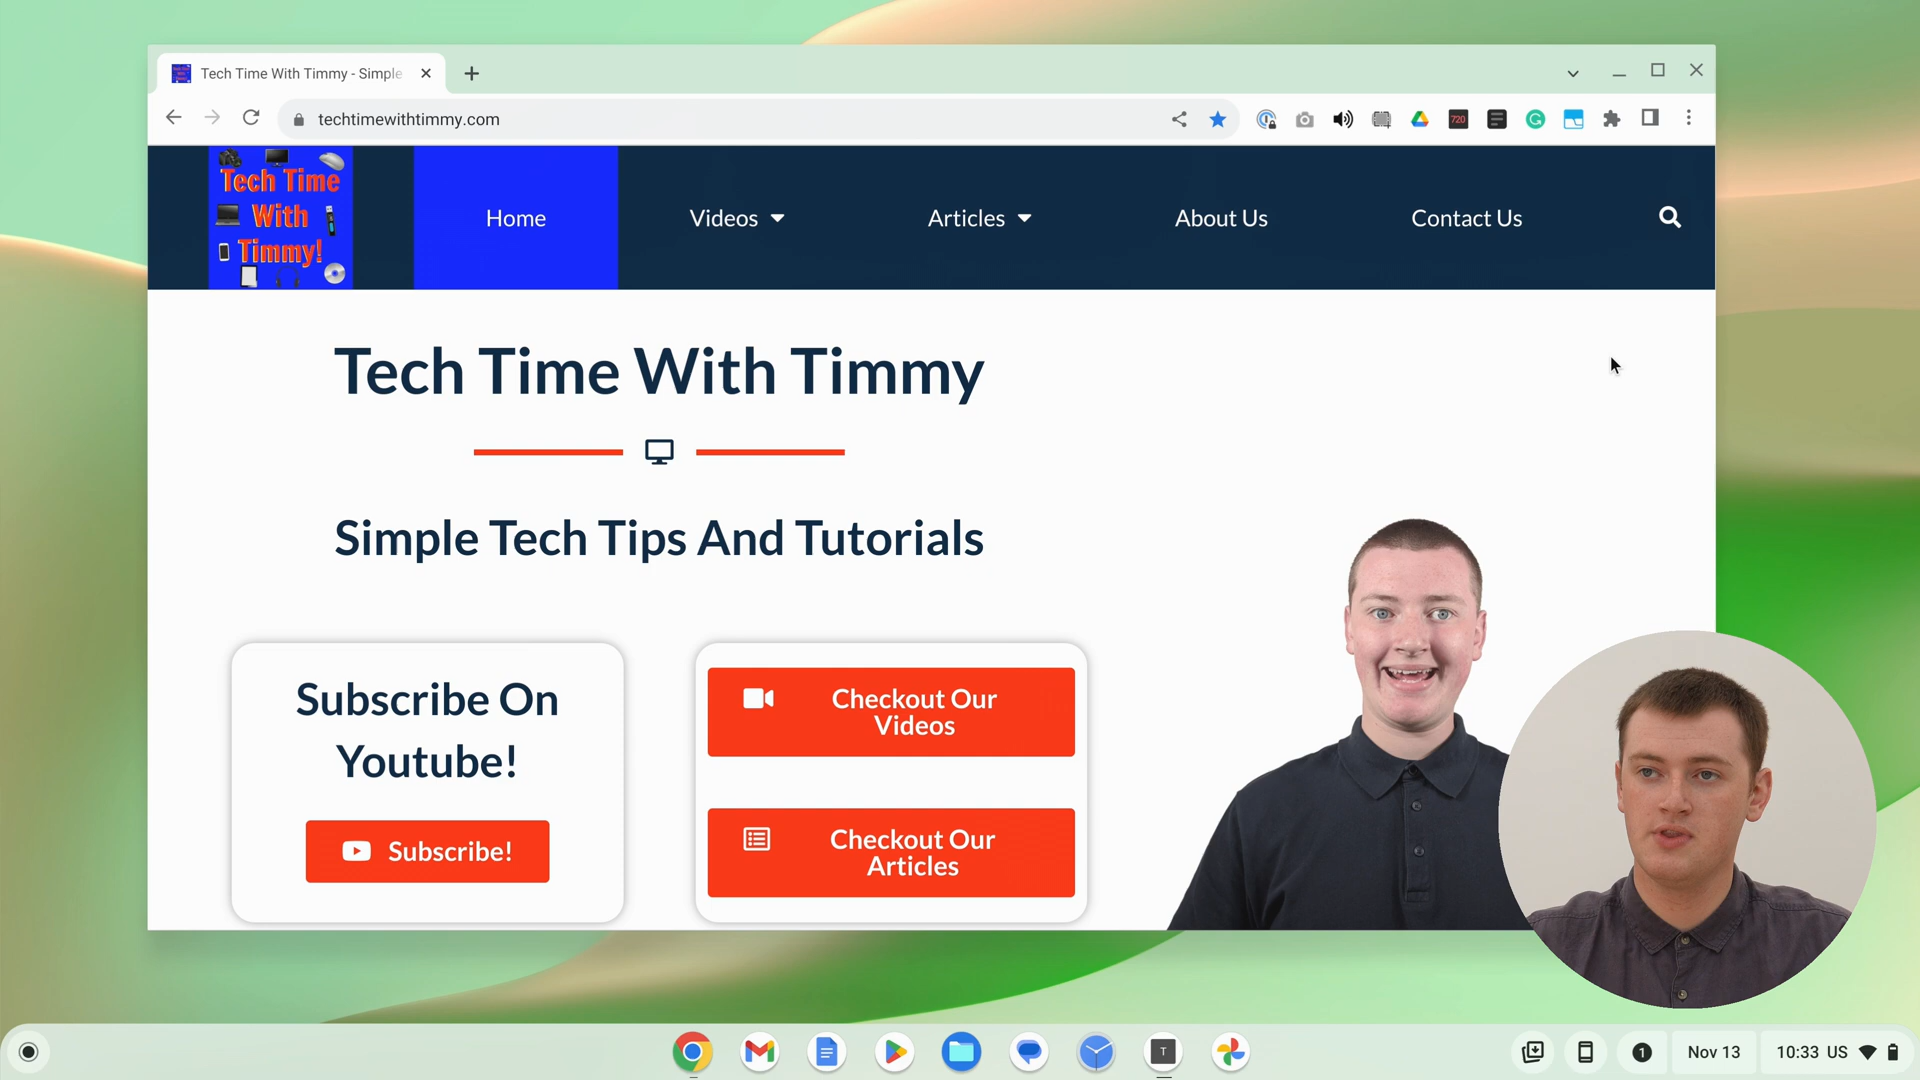 Tech Time With Timmy - Simple
techtimewithtimmy.com
720
Tech Time
With
Timmy!
Home
Videos
Articles
About Us
Contact Us
Tech Time With Timmy
Simple Tech Tips And Tutorials
Subscribe On
Youtube!
Subscribe!
Checkout Our
Videos
Checkout Our
Articles
T
1
Nov 13
10:33 US